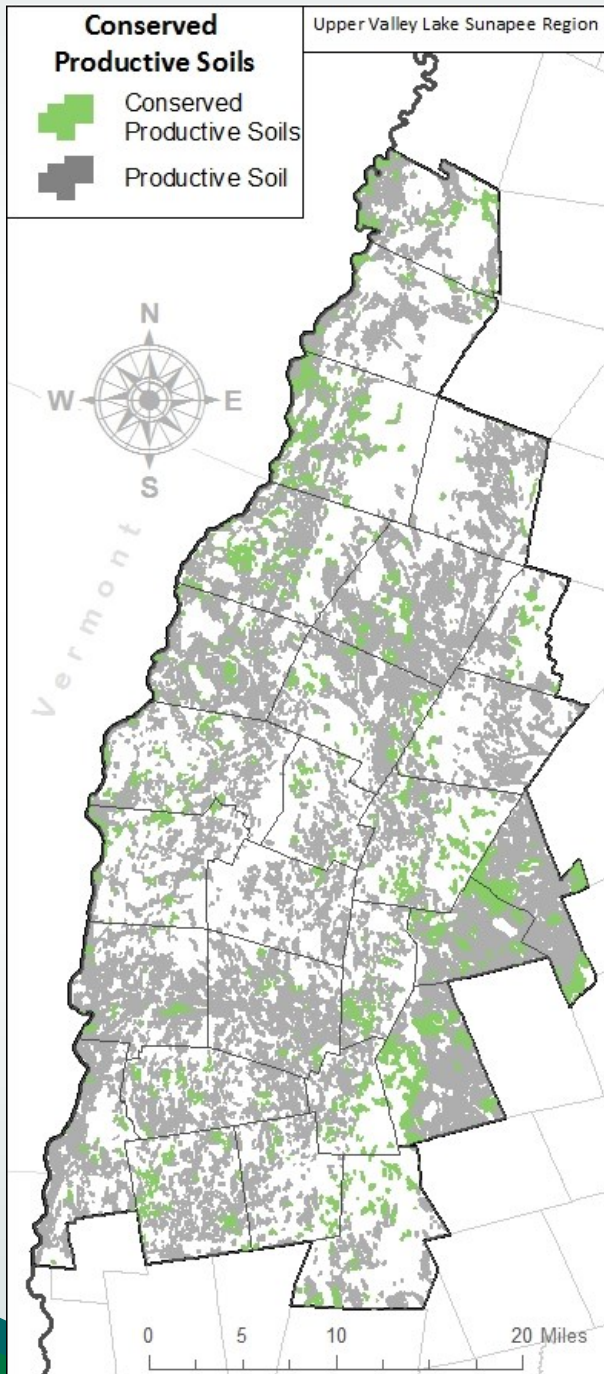 Conserved
Productive Soils
Conserved
Productive Soils
Productive Soil
Upper Valley Lake Sunapee Region
N
W E
S
Vermont
0 5 10 20 Miles